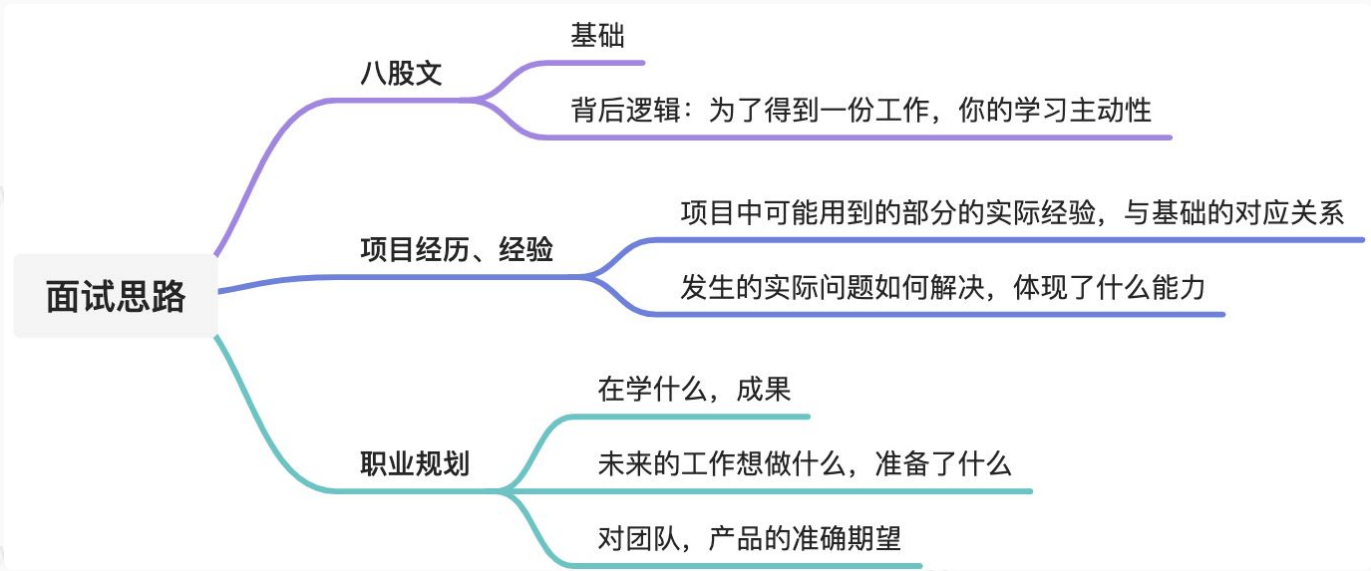 面试思路
八股文
基础
背后逻辑：为了得到一份工作，你的学习主动性
项目经历、经验
项目中可能用到的部分的实际经验，与基础的对应关系
发生的实际问题如何解决，体现了什么能力
职业规划
在学什么，成果
未来的工作想做什么，准备了什么
对团队，产品的准确期望